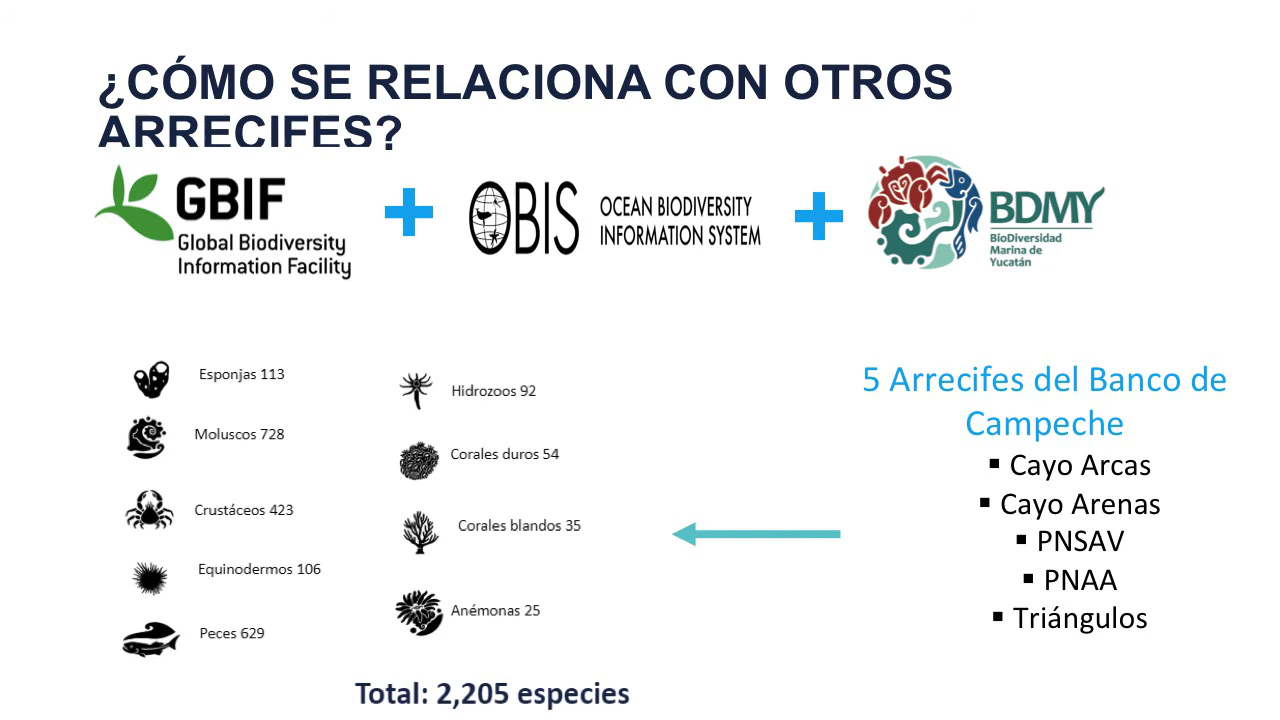 ¿CÓMO SE RELACIONA CON OTROS
ARRECIFES?
GBIF
Global Biodiversity
Information Facility
OBIS
OCEAN BIODIVERSITY
INFORMATION SYSTEM
BDMY
BioDiversidad
Marina de
Yucatán
Esponjas 113
Moluscos 728
Crustáceos 423
Equinodermos 106
Peces 629
Hidrozoos 92
Corales duros 54
Corales blandos 35
Anémonas 25
5 Arrecifes del Banco de
Campeche
▪ Cayo Arcas
▪ Cayo Arenas
▪ PNSAV
▪ PNAA
▪ Triángulos
Total: 2,205 especies